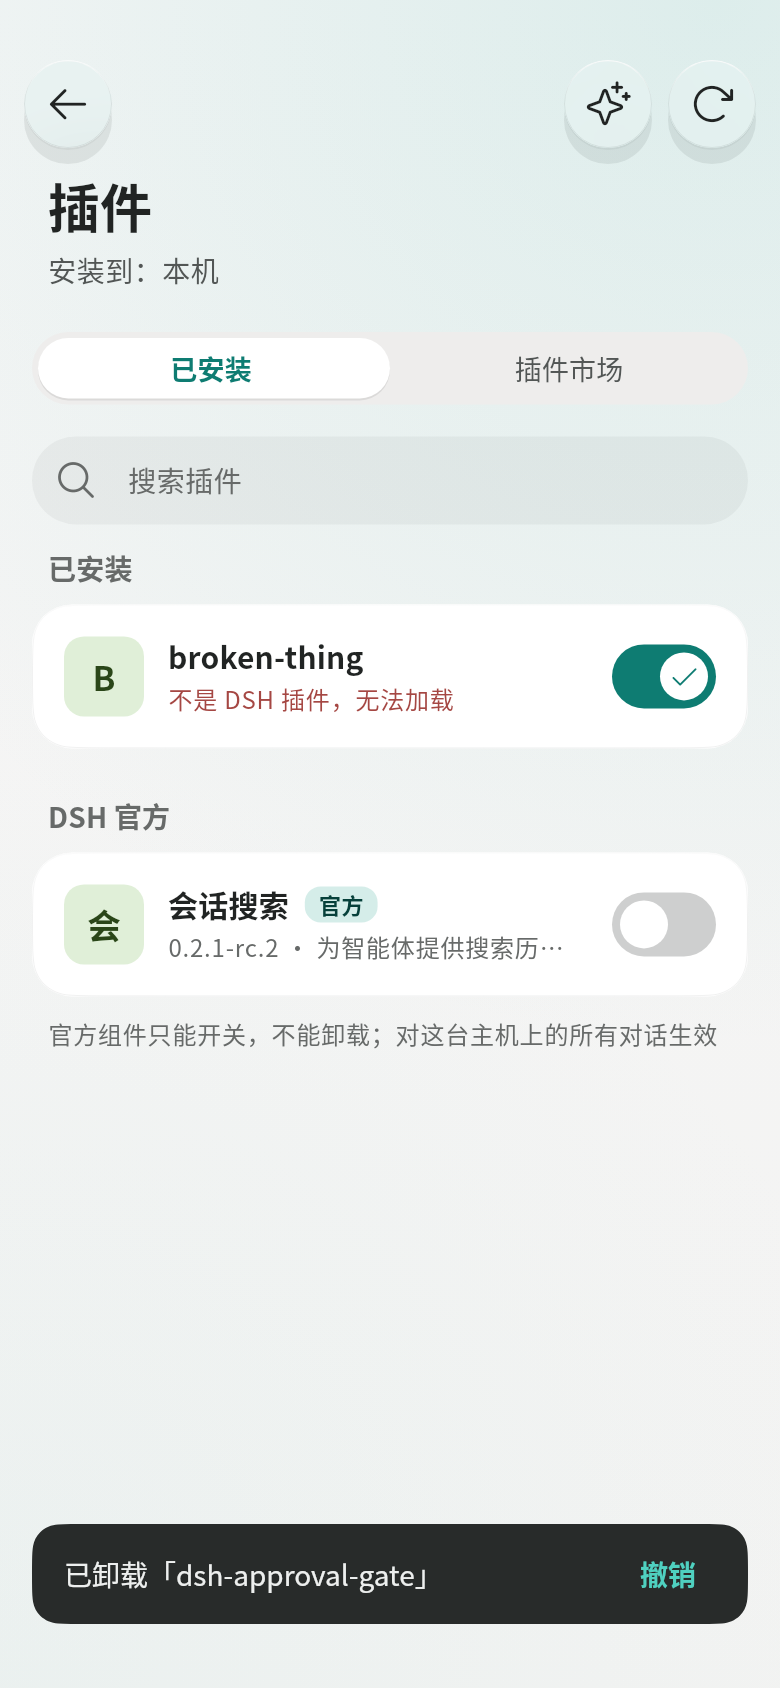 插件
安装到：本机
已安装
插件市场
搜索插件
已安装
B
broken-thing
不是 DSH 插件，无法加载
DSH 官方
会
会话搜索
官方
0.2.1-rc.2 • 为智能体提供搜索历…
官方组件只能开关，不能卸载；对这台主机上的所有对话生效
已卸载「dsh-approval-gate」
撤销